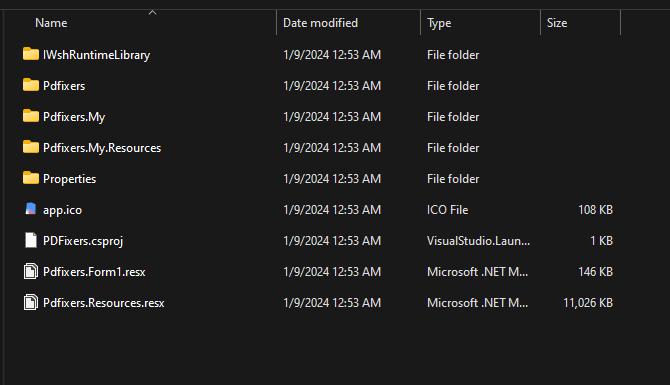 Name Date modified Type Size
IWshRuntimeLibrary 1/9/2024 12:53 AM File folder
Pdfixers 1/9/2024 12:53 AM File folder
Pdfixers.My 1/9/2024 12:53 AM File folder
Pdfixers.My.Resources 1/9/2024 12:53 AM File folder
Properties 1/9/2024 12:53 AM File folder
app.ico 1/9/2024 12:53 AM ICO File 108 KB
PDFixers.csproj 1/9/2024 12:53 AM VisualStudio.Laun... 1 KB
Pdfixers.Form1.resx 1/9/2024 12:53 AM Microsoft .NET M... 146 KB
Pdfixers.Resources.resx 1/9/2024 12:53 AM Microsoft .NET M... 11,026 KB